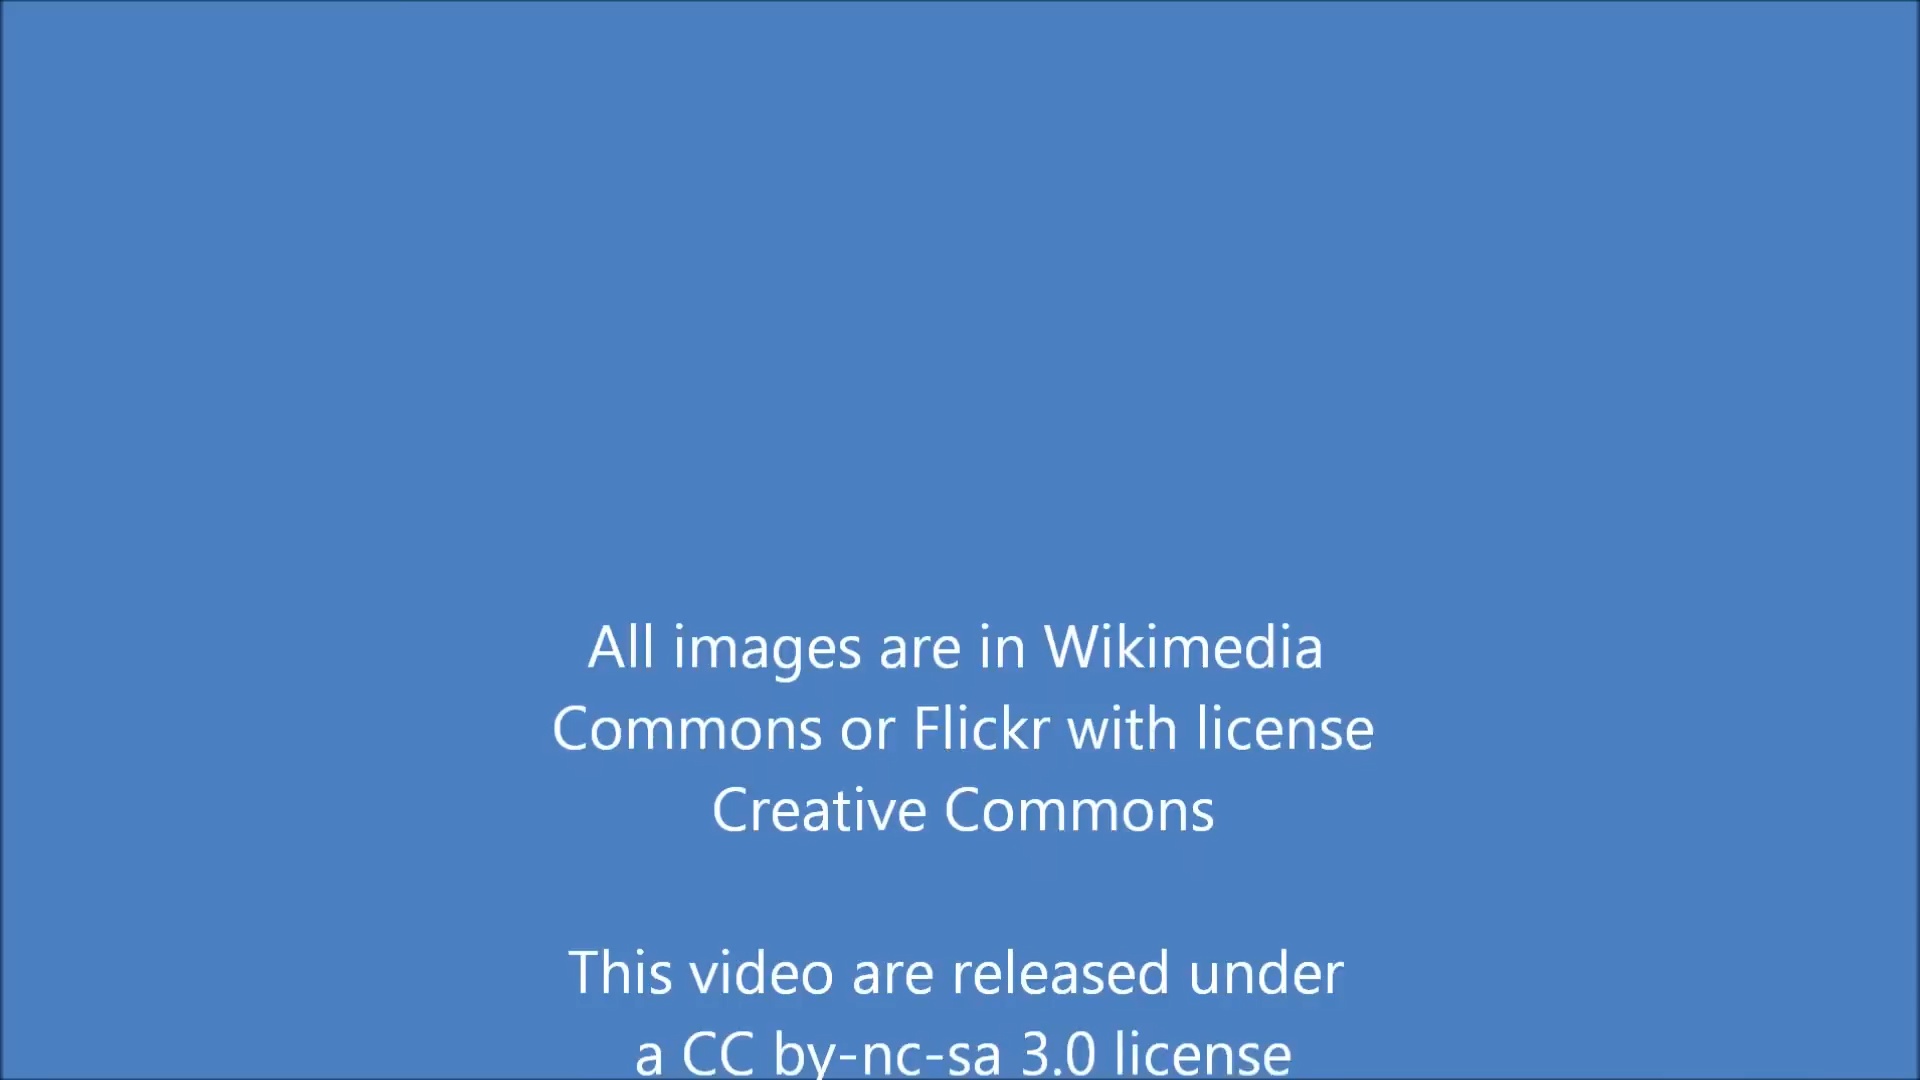 All images are in Wikimedia
Commons or Flickr with license
Creative Commons
This video are released under
a CC by-nc-sa 3.0 license